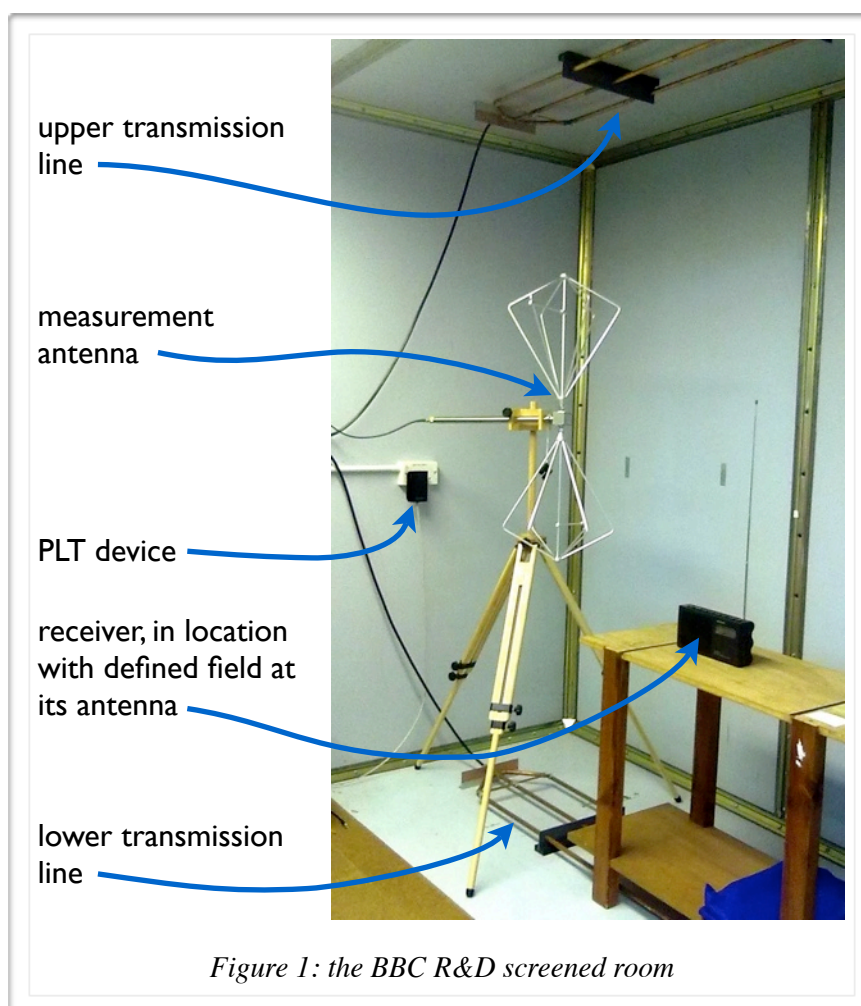 upper transmission
line
measurement
antenna
PLT device
receiver, in location
with defined field at
its antenna
lower transmission
line
Figure 1: the BBC R&D screened room